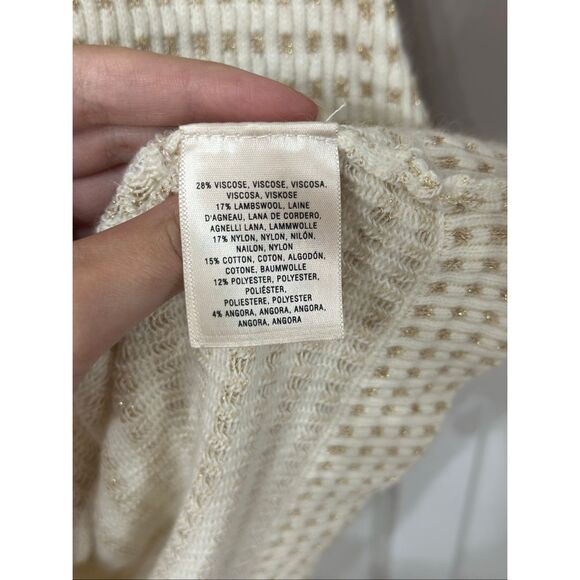 28% VISCOSE, VISCOSE, VISCOSA,
VISCOSA, VISKOSE
17% LAMBSWOOL, LAINE
D'AGNEAU, LANA DE CORDERO,
AGNELLI LANA, LAMMWOLLE
17% NYLON, NYLON, NILÓN,
NAILON, NYLON
15% COTTON, COTON, ALGODÓN,
COTONE, BAUMWOLLE
12% POLYESTER, POLYESTER,
POLIÉSTER,
POLIESTERE, POLYESTER
4% ANGORA, ANGORA, ANGORA,
ANGORA, ANGORA